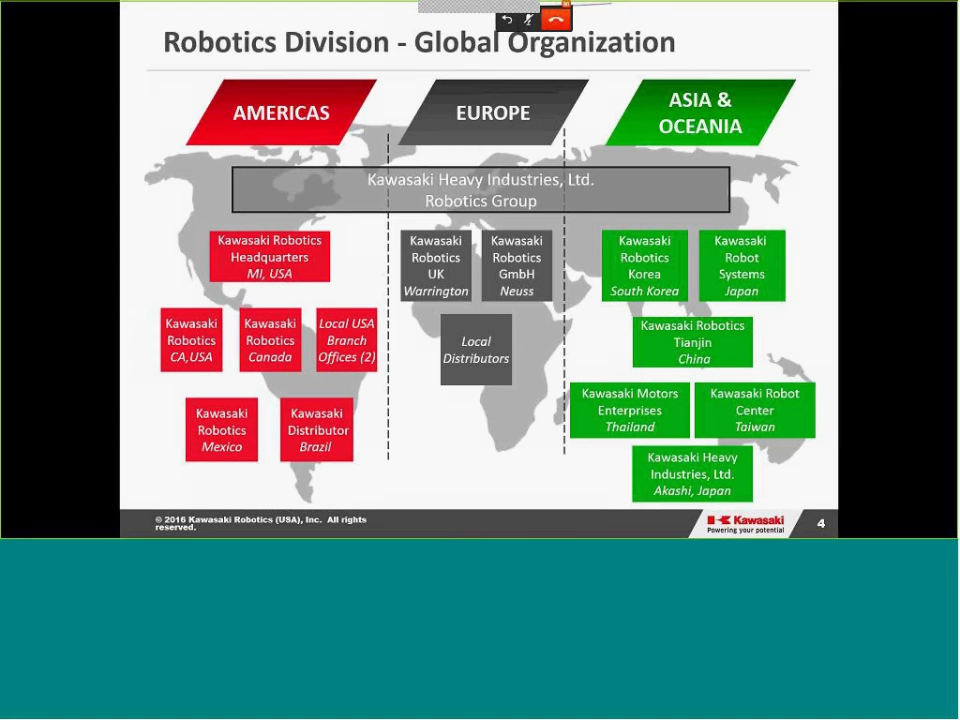 Robotics Division - Global Organization
AMERICAS
EUROPE
ASIA &
OCEANIA
Kawasaki Heavy Industries, Ltd.
Robotics Group
Kawasaki Robotics
Headquarters
MI, USA
Kawasaki
Robotics
UK
Warrington
Kawasaki
Robotics
GmbH
Neuss
Kawasaki
Robotics
Korea
South Korea
Kawasaki
Robot
Systems
Japan
Kawasaki
Robotics
CA,USA
Kawasaki
Robotics
Canada
Local USA
Branch
Offices (2)
Local
Distributors
Kawasaki Robotics
Tianjin
China
Kawasaki
Robotics
Mexico
Kawasaki
Distributor
Brazil
Kawasaki Motors
Enterprises
Thailand
Kawasaki Robot
Center
Taiwan
Kawasaki Heavy
Industries, Ltd.
Akashi, Japan
© 2016 Kawasaki Robotics (USA), Inc. All rights
reserved.
Kawasaki
Powering your potential
4